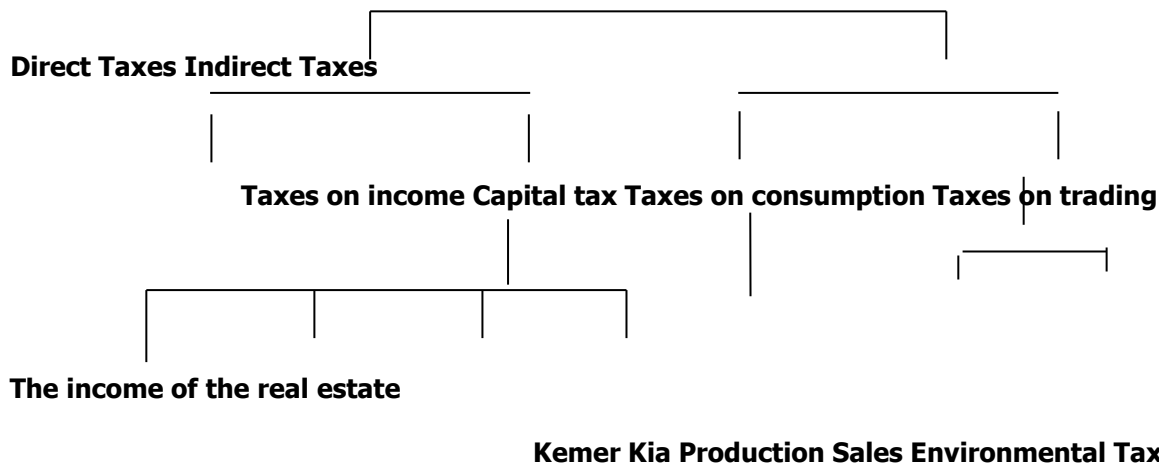 Direct Taxes Indirect Taxes
Taxes on income Capital tax Taxes on consumption Taxes on trading
The income of the real estate
Kemer Kia Production Sales Environmental Tax